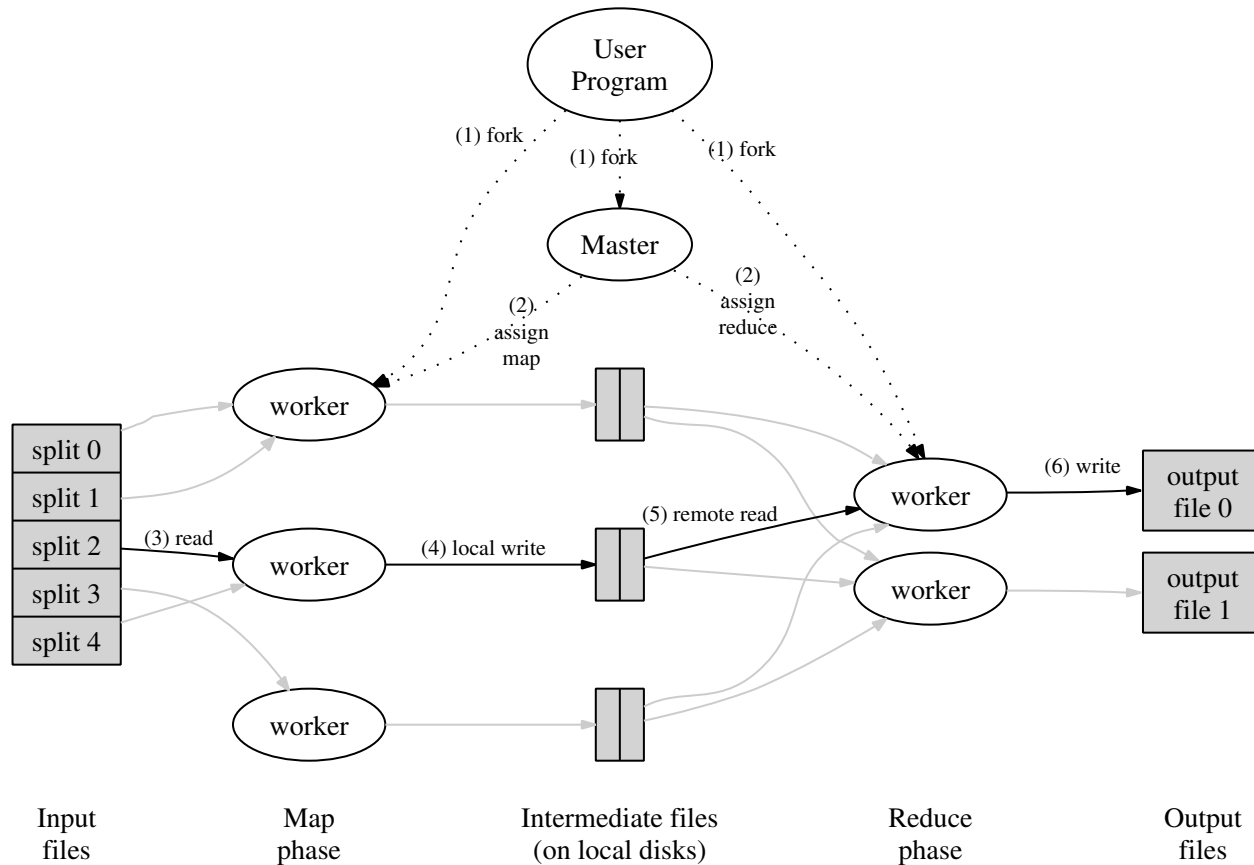 User
Program
(1) fork
(1) fork
(1) fork
Master
(2)
assign
map
(2)
assign
reduce
worker
split 0
split 1
split 2
split 3
split 4
(3) read
worker
(4) local write
(5) remote read
worker
(6) write
output
file 0
worker
output
file 1
worker
Input
files
Map
phase
Intermediate files
(on local disks)
Reduce
phase
Output
files